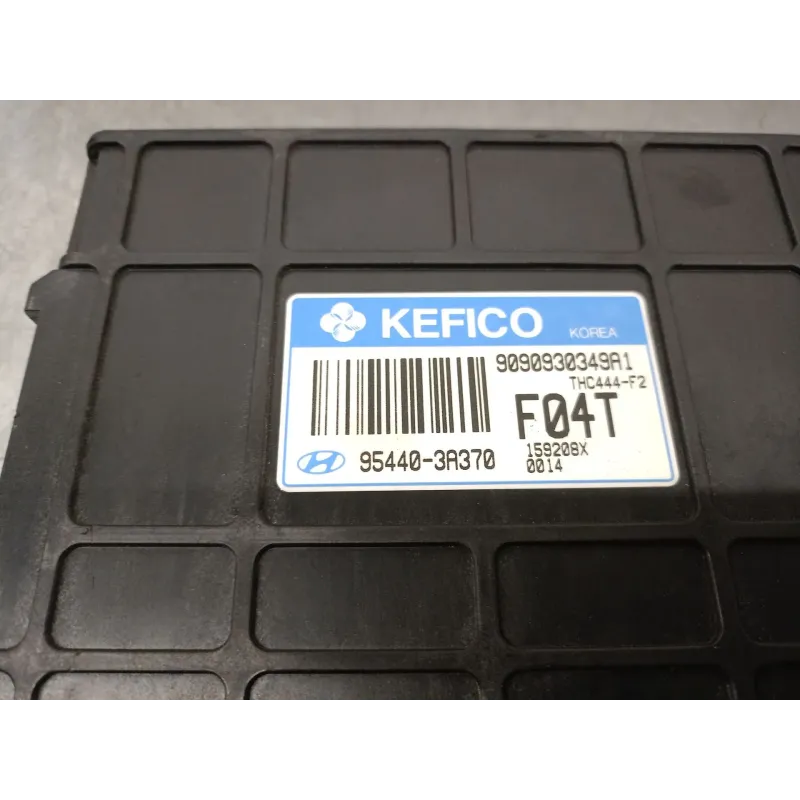 KEFICO KOREA
9090930349A1
THC444-F2
F04T
95440-3A370
159208X
0014